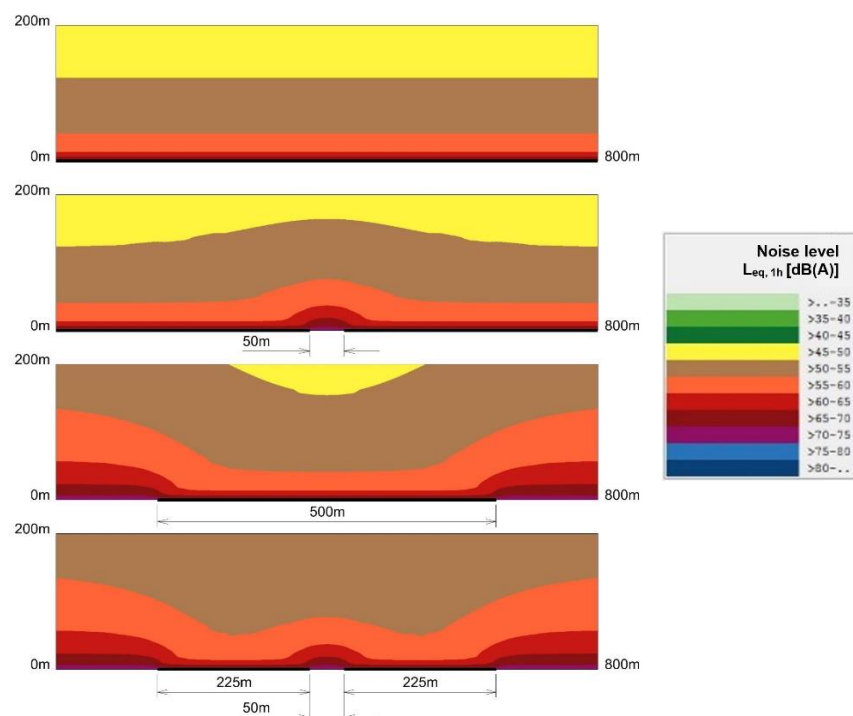 200m
0m
800m
200m
0m
800m
50m
200m
0m
800m
500m
200m
0m
800m
225m
225m
50m
Noise level
Leq, 1h [dB(A)]
>..-35
>35-40
>40-45
>45-50
>50-55
>55-60
>60-65
>65-70
>70-75
>75-80
>80-..